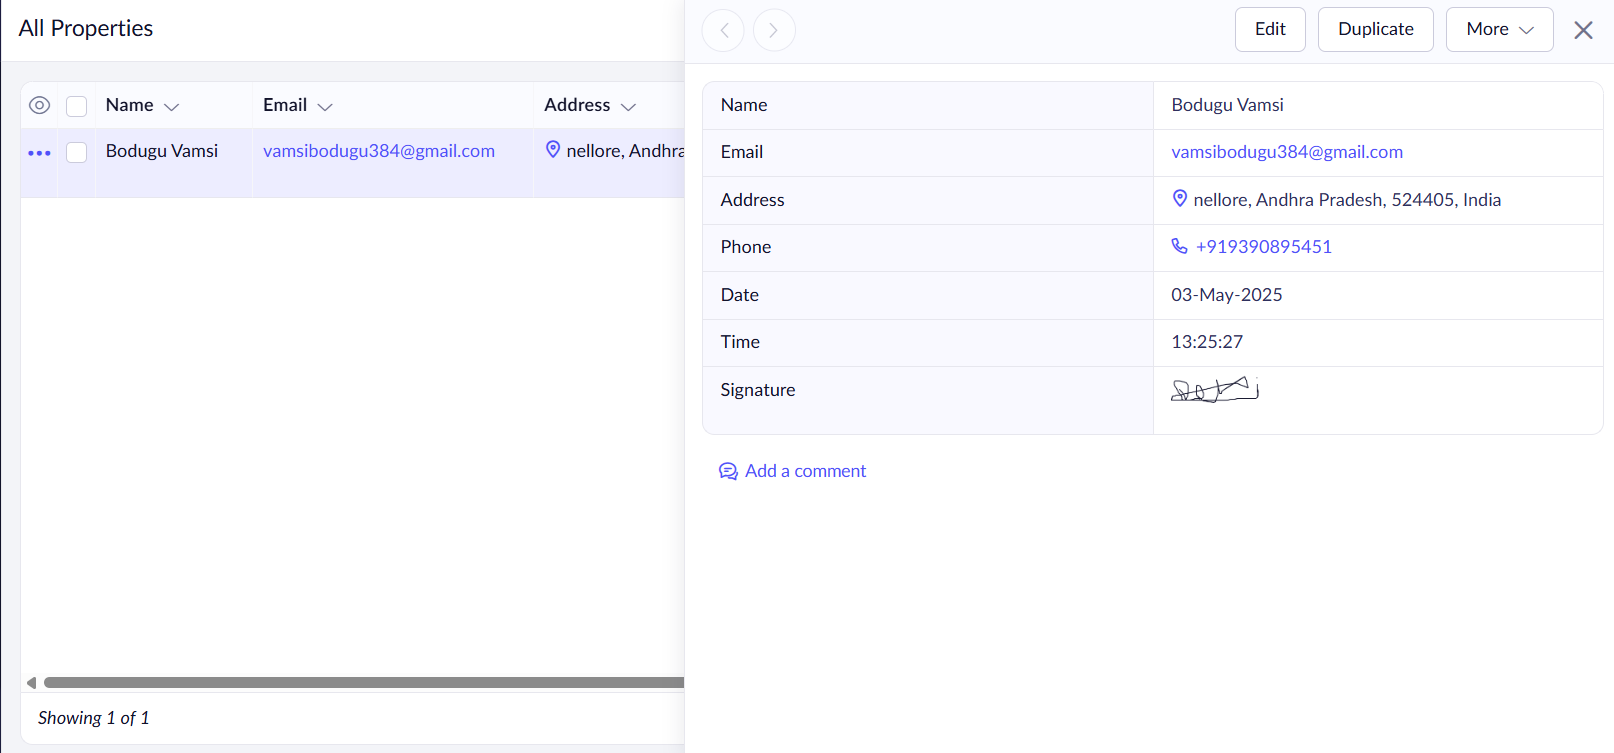 All Properties
Edit
Duplicate
More
Name
Email
Address
Bodugu Vamsi
vamsibodugu384@gmail.com
nellore, Andhra
Showing 1 of 1
Name
Bodugu Vamsi
Email
vamsibodugu384@gmail.com
Address
nellore, Andhra Pradesh, 524405, India
Phone
+919390895451
Date
03-May-2025
Time
13:25:27
Signature
Add a comment